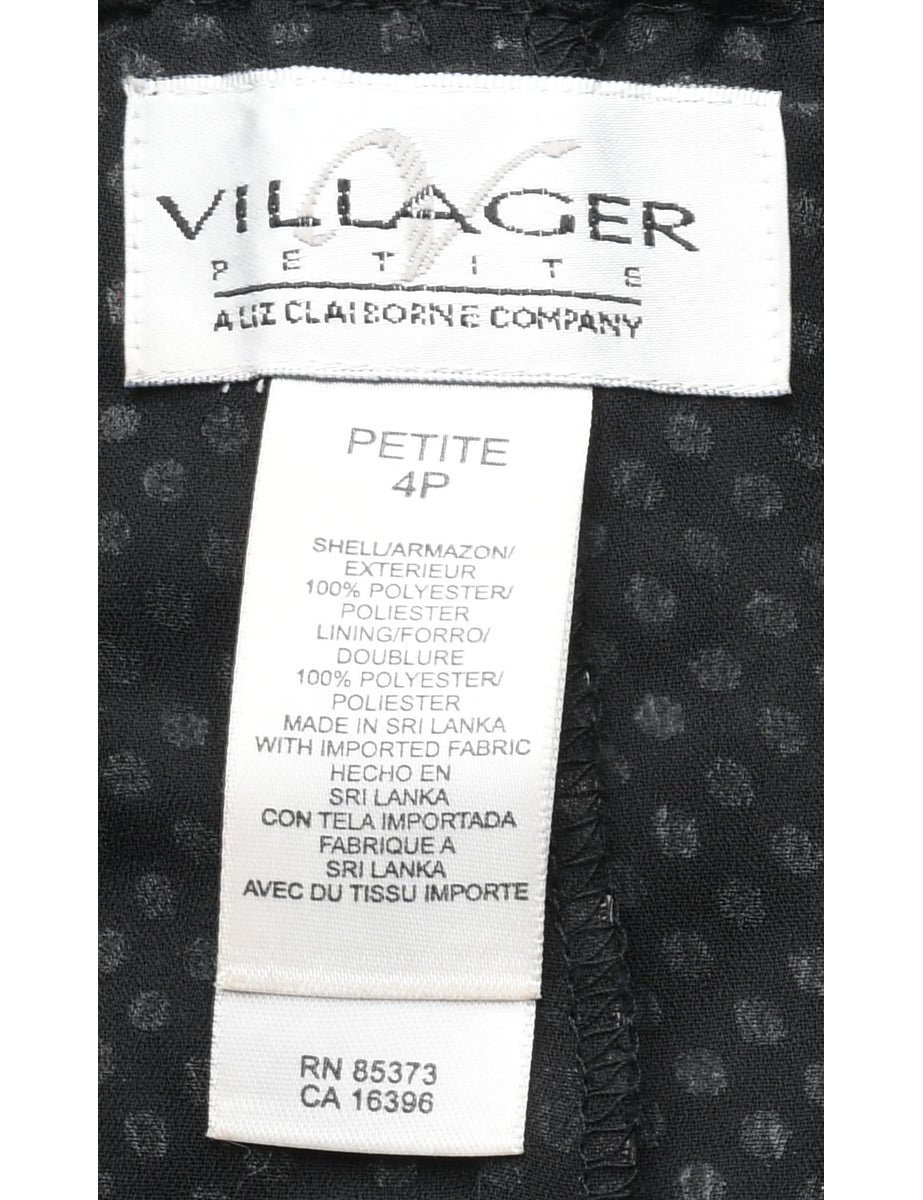 VILLAGER
PETITE
A LIZ CLAIBORNE COMPANY
PETITE
4P
SHELL/ARMAZON/
EXTERIEUR
100% POLYESTER/
POLIESTER
LINING/FORRO/
DOUBLURE
100% POLYESTER/
POLIESTER
MADE IN SRI LANKA
WITH IMPORTED FABRIC
HECHO EN
SRI LANKA
CON TELA IMPORTADA
FABRIQUE A
SRI LANKA
AVEC DU TISSU IMPORTE
RN 85373
CA 16396